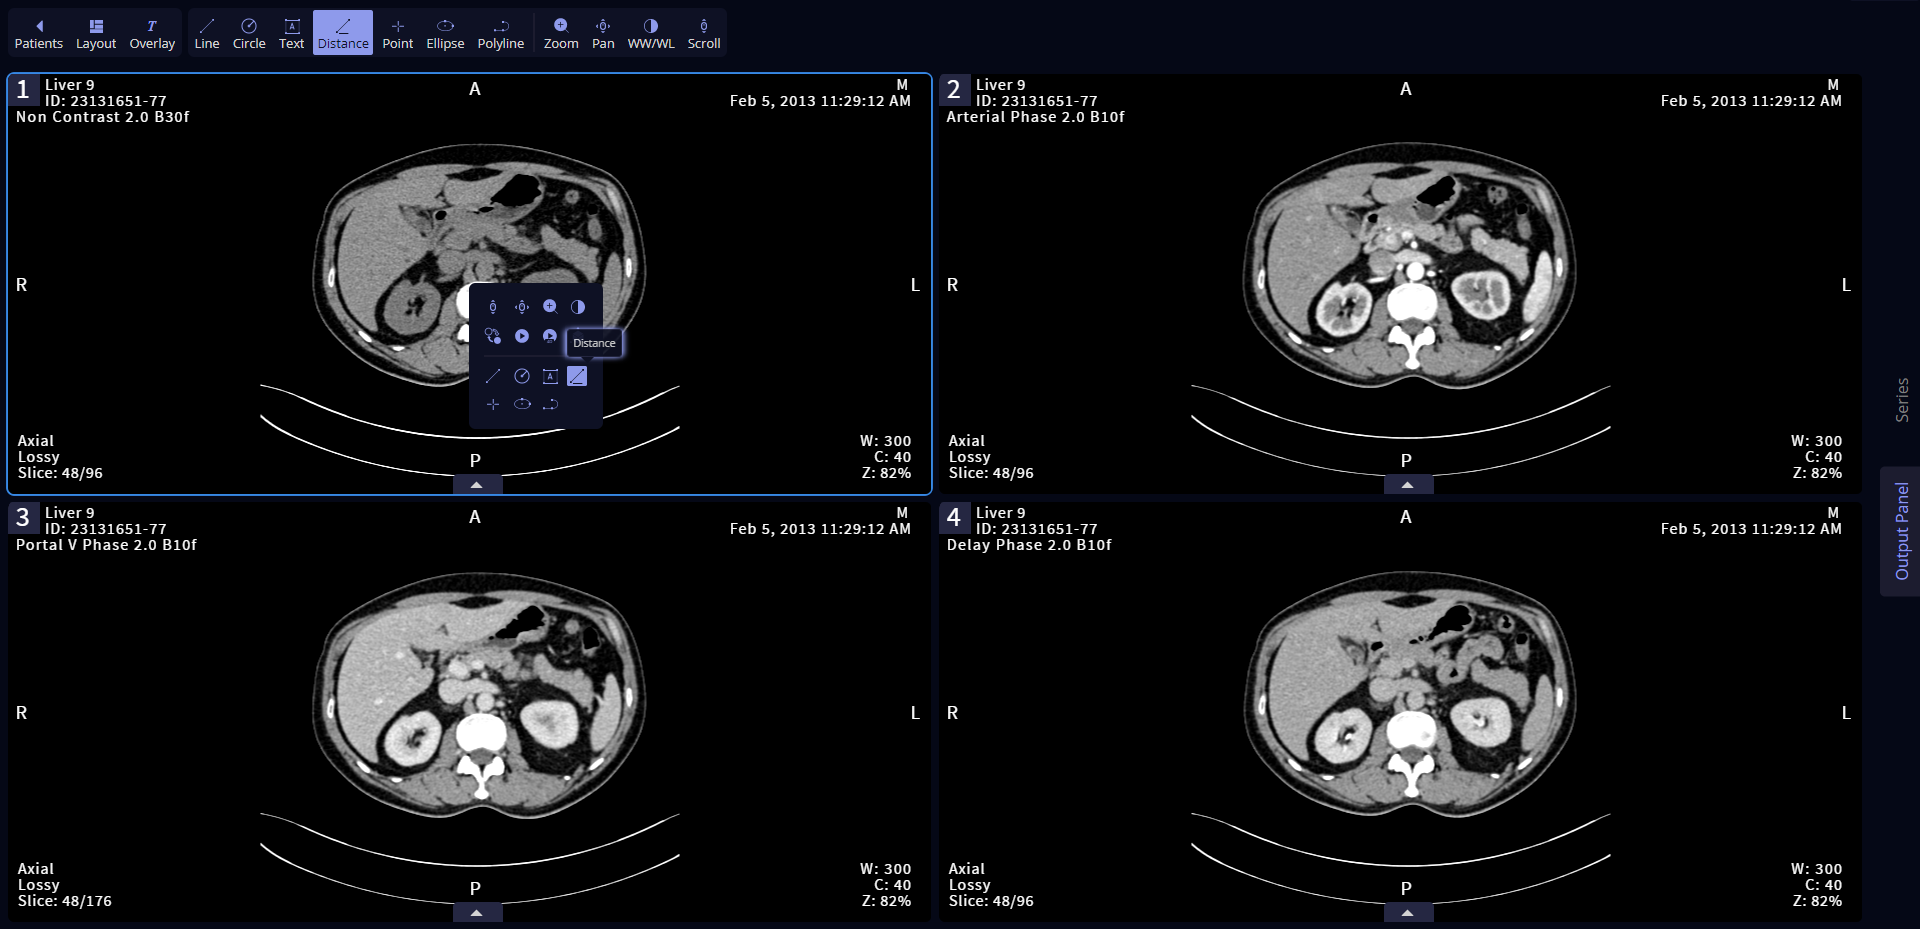 Patients Layout Overlay Line Circle Text Distance Point Ellipse Polyline Zoom Pan WW/WL Scroll
1
Liver 9
ID: 23131651-77
Non Contrast 2.0 B30f
A
M
Feb 5, 2013 11:29:12 AM
R
L
Distance
Axial
Lossy
Slice: 48/96
P
W: 300
C: 40
Z: 82%
2
Liver 9
ID: 23131651-77
Arterial Phase 2.0 B10f
A
M
Feb 5, 2013 11:29:12 AM
R
L
Axial
Lossy
Slice: 48/96
P
W: 300
C: 40
Z: 82%
3
Liver 9
ID: 23131651-77
Portal V Phase 2.0 B10f
A
M
Feb 5, 2013 11:29:12 AM
R
L
Axial
Lossy
Slice: 48/176
P
W: 300
C: 40
Z: 82%
4
Liver 9
ID: 23131651-77
Delay Phase 2.0 B10f
A
M
Feb 5, 2013 11:29:12 AM
R
L
Axial
Lossy
Slice: 48/96
P
W: 300
C: 40
Z: 82%
Series
Output Panel